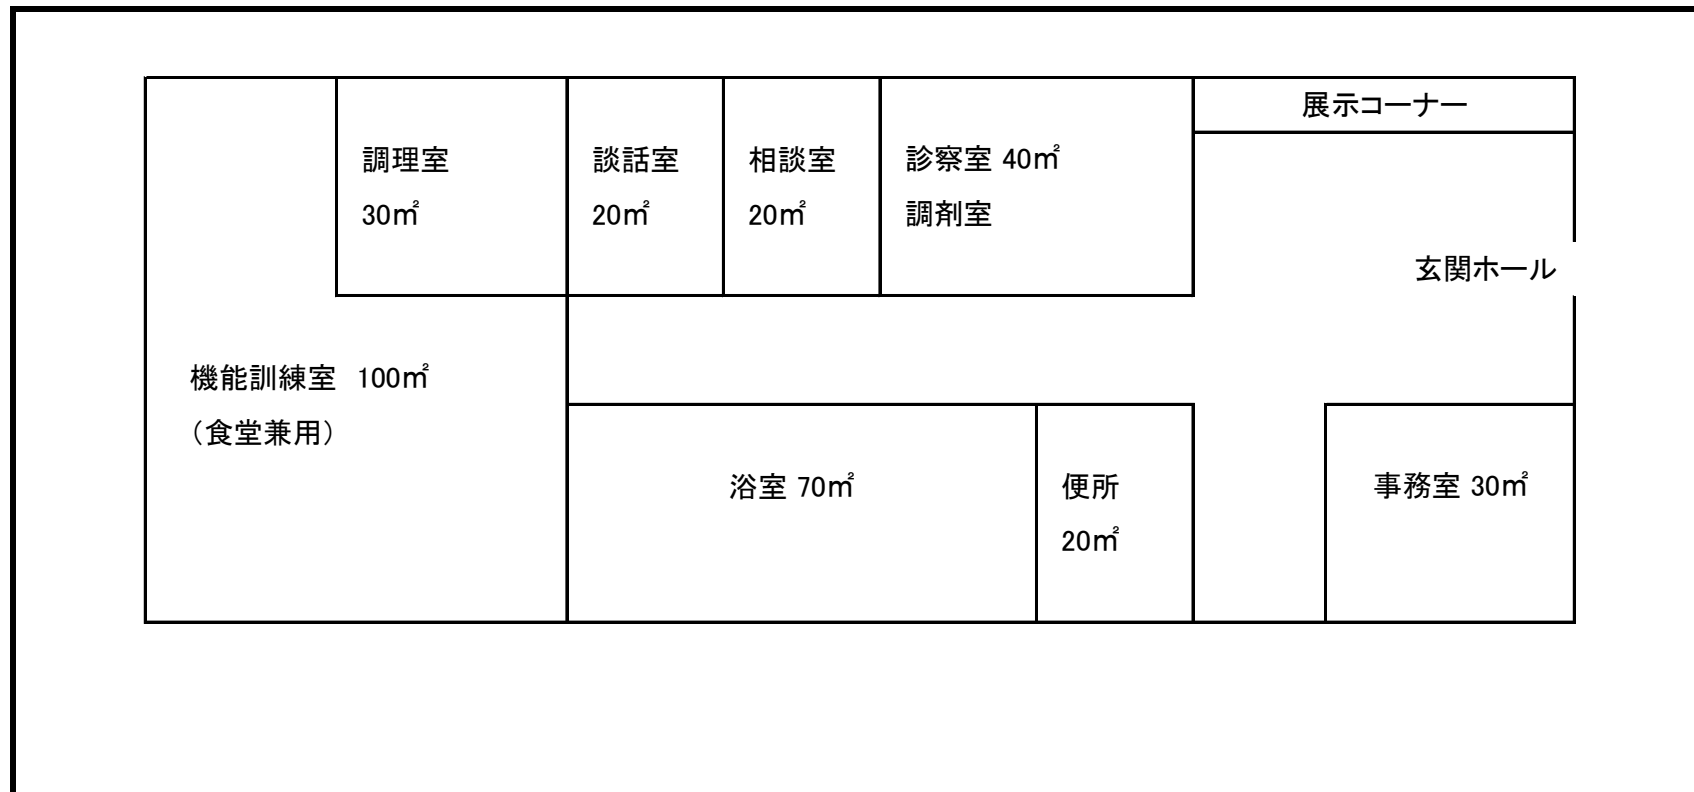 展示コーナー
調理室
30㎡
談話室
20㎡
相談室
20㎡
診察室 40㎡
調剤室
玄関ホール
機能訓練室 100㎡
(食堂兼用)
浴室 70㎡
便所
20㎡
事務室 30㎡